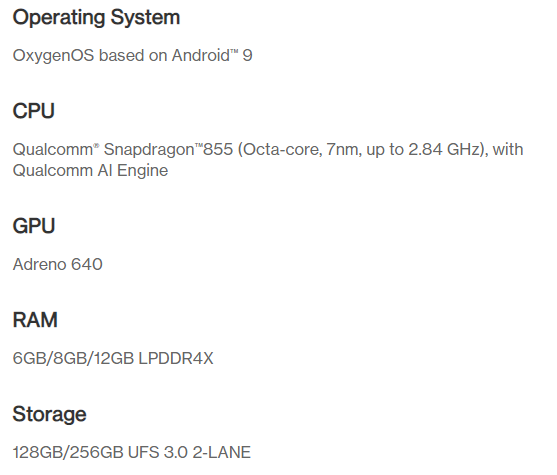 Operating System
OxygenOS based on Android™ 9
CPU
Qualcomm® Snapdragon™855 (Octa-core, 7nm, up to 2.84 GHz), with
Qualcomm AI Engine
GPU
Adreno 640
RAM
6GB/8GB/12GB LPDDR4X
Storage
128GB/256GB UFS 3.0 2-LANE